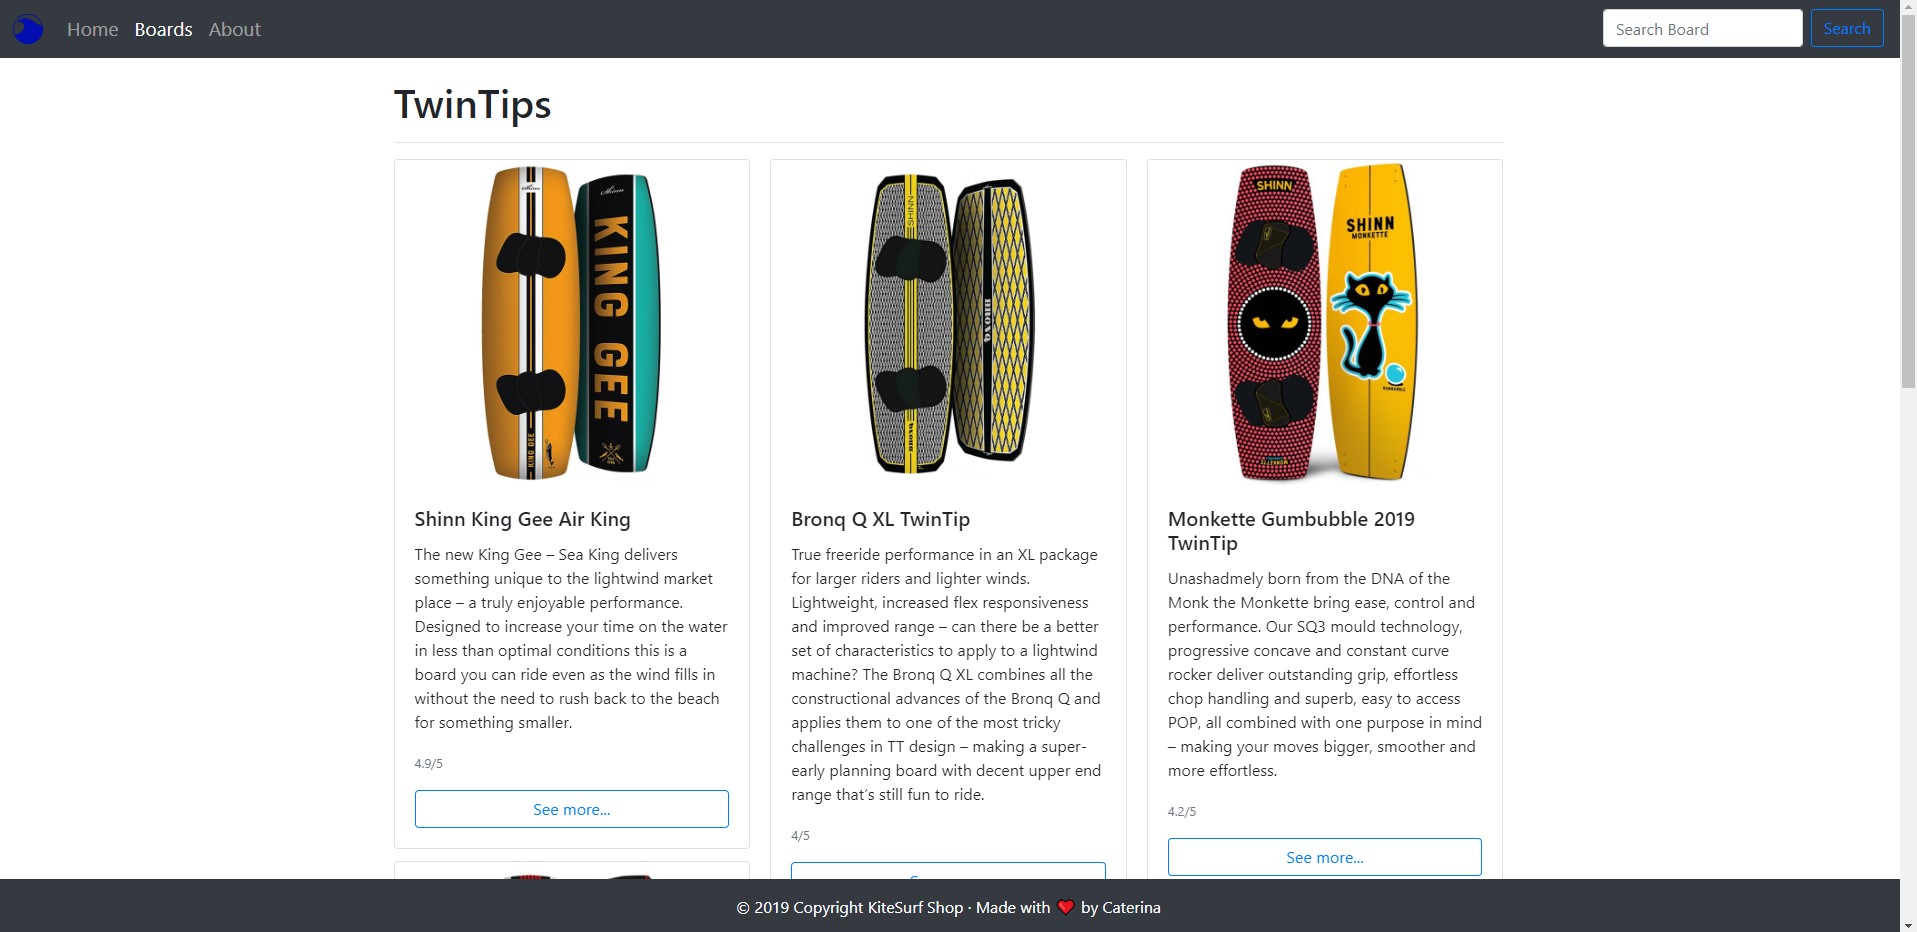 Home Boards About Search Board Search
TwinTips
SHINN
SHINN
MONKETTE
Shinn
Shinn
KING GEE
SHINN
BRONQ
KING GEE
BRONQ
MONKETTE
Shinn King Gee Air King
The new King Gee – Sea King delivers
something unique to the lightwind market
place – a truly enjoyable performance.
Designed to increase your time on the water
in less than optimal conditions this is a
board you can ride even as the wind fills in
without the need to rush back to the beach
for something smaller.
4.9/5
See more...
Bronq Q XL TwinTip
True freeride performance in an XL package
for larger riders and lighter winds.
Lightweight, increased flex responsiveness
and improved range – can there be a better
set of characteristics to apply to a lightwind
machine? The Bronq Q XL combines all the
constructional advances of the Bronq Q and
applies them to one of the most tricky
challenges in TT design – making a super-
early planning board with decent upper end
range that's still fun to ride.
4/5
Monkette Gumbubble 2019
TwinTip
Unashadmely born from the DNA of the
Monk the Monkette bring ease, control and
performance. Our SQ3 mould technology,
progressive concave and constant curve
rocker deliver outstanding grip, effortless
chop handling and superb, easy to access
POP, all combined with one purpose in mind
– making your moves bigger, smoother and
more effortless.
4.2/5
See more...
© 2019 Copyright KiteSurf Shop · Made with ❤ by Caterina